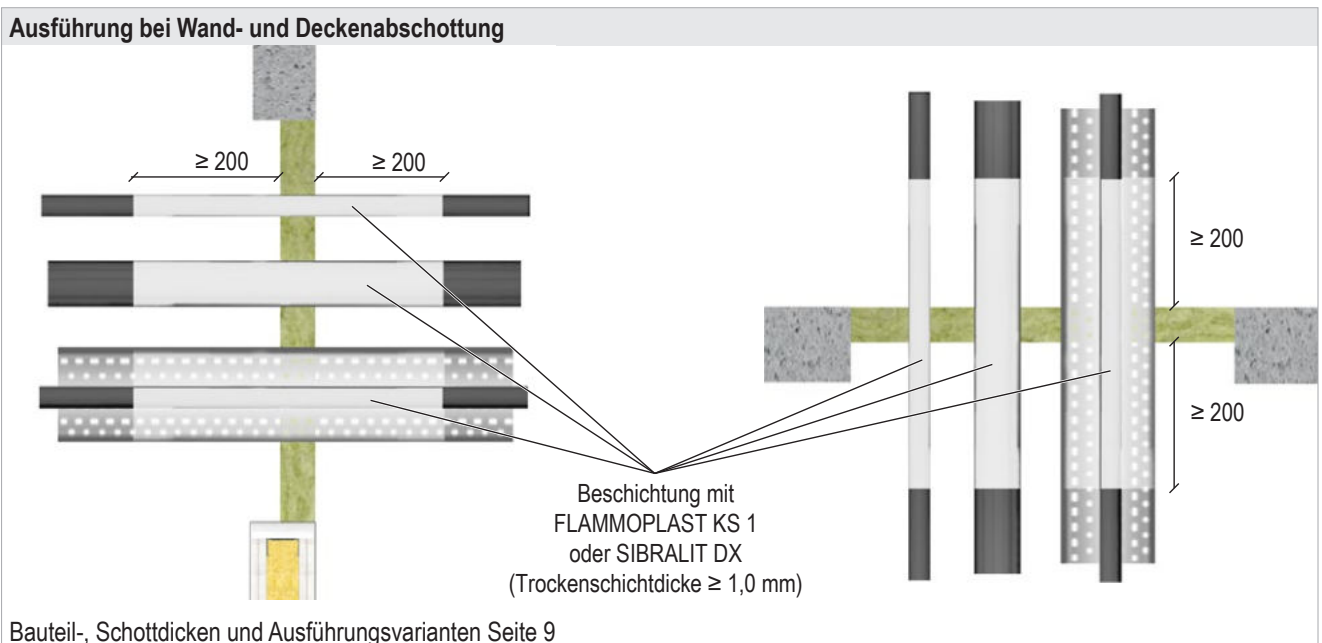 Ausführung bei Wand- und Deckenabschottung
≥ 200
≥ 200
≥ 200
≥ 200
Beschichtung mit
FLAMMOPLAST KS 1
oder SIBRALIT DX
(Trockenschichtdicke ≥ 1,0 mm)
Bauteil-, Schottdicken und Ausführungsvarianten Seite 9